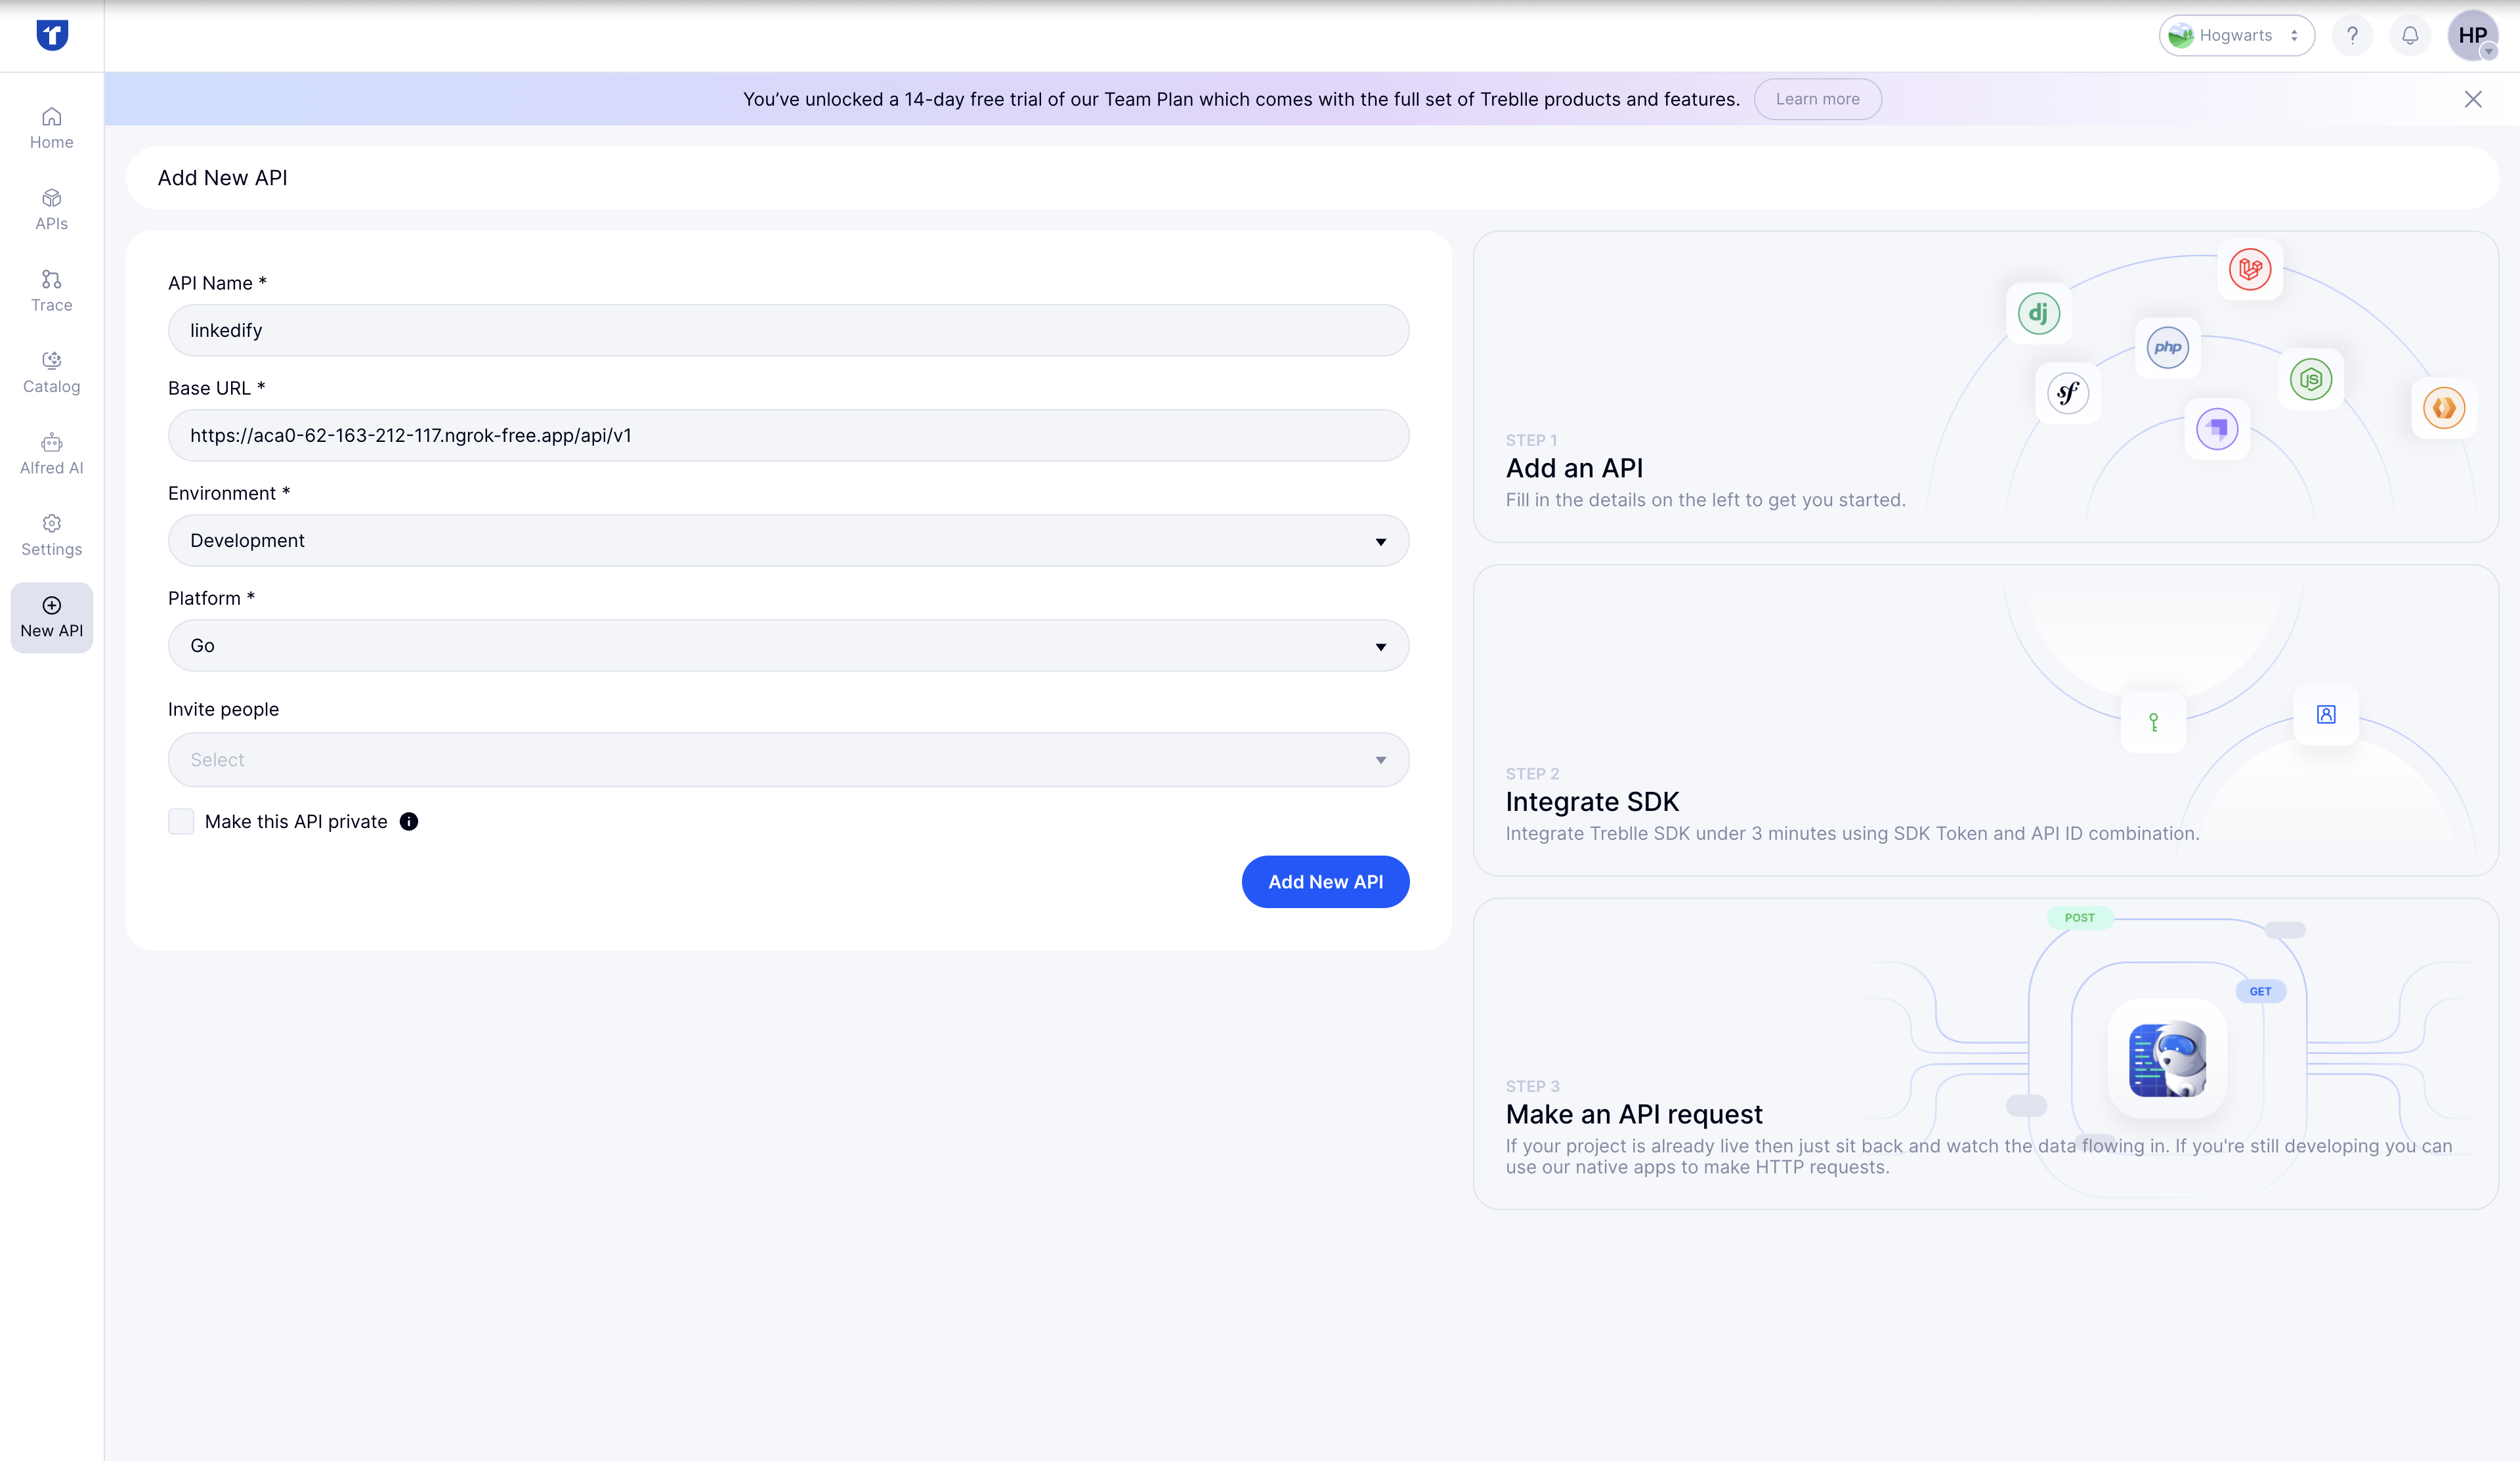 Hogwarts
?
HP
You’ve unlocked a 14-day free trial of our Team Plan which comes with the full set of Treblle products and features.
Learn more
Home
APIs
Trace
Catalog
Alfred AI
Settings
New API
Add New API
API Name *
linkedify
Base URL *
https://aca0-62-163-212-117.ngrok-free.app/api/v1
Environment *
Development
Platform *
Go
Invite people
Select
Make this API private
Add New API
dj
php
sf
JS
STEP 1
Add an API
Fill in the details on the left to get you started.
STEP 2
Integrate SDK
Integrate Treblle SDK under 3 minutes using SDK Token and API ID combination.
POST
GET
STEP 3
Make an API request
If your project is already live then just sit back and watch the data flowing in. If you're still developing you can
use our native apps to make HTTP requests.